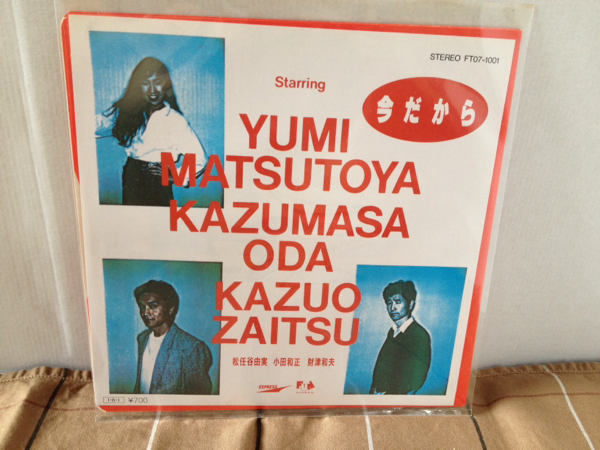 STEREO FT07-1001
Starring
今だから
YUMI
MATSUTOYA
KAZUMASA
ODA
KAZUO
ZAITSU
松任谷由実 小田和正 財津和夫
EXPRESS
¥700